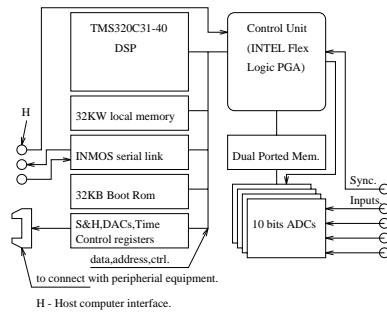 TMS320C31-40
DSP
Control Unit
(INTEL Flex
Logic PGA)
H
32KW local memory
INMOS serial link
Dual Ported Mem.
32KB Boot Rom
Sync.
S&H,DACs,Time
Control registers
Inputs
10 bits ADCs
data,address,ctrl.
to connect with peripherial equipment.
H - Host computer interface.